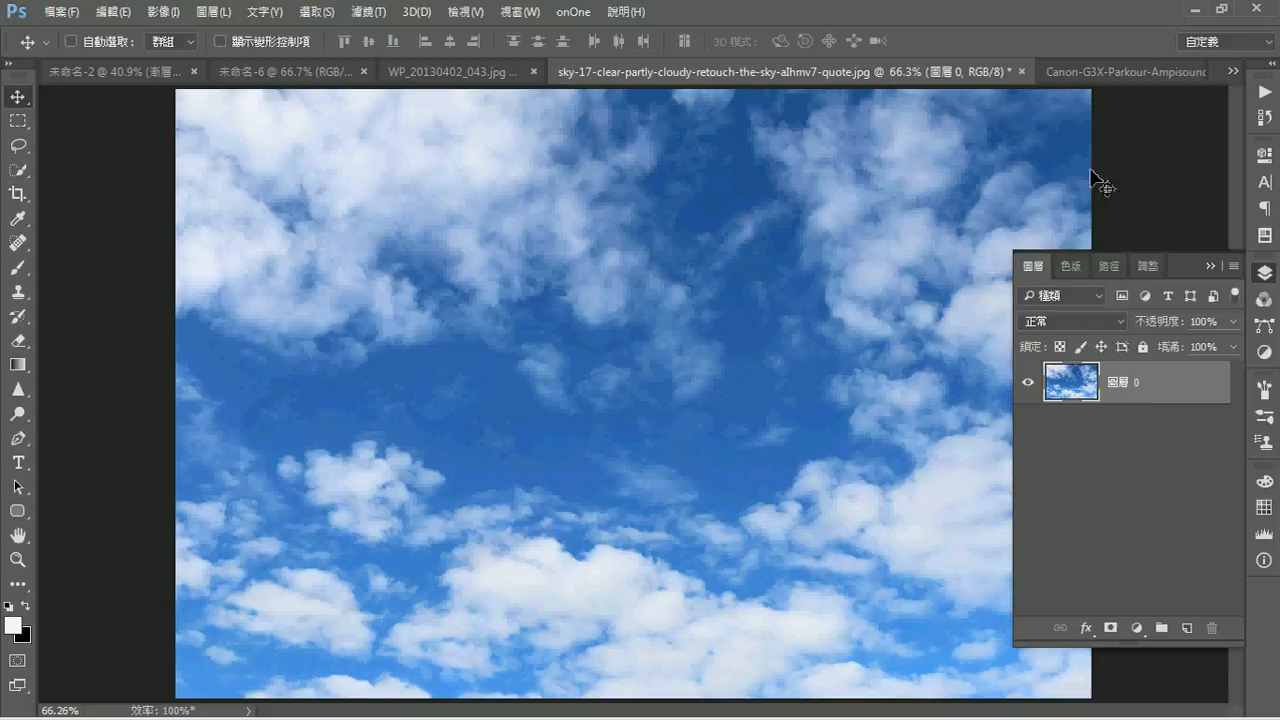 Ps 檔案(F) 編輯(E) 影像(I) 圖層(L) 文字(Y) 選取(S) 濾鏡(T) 3D(D) 檢視(V) 視窗(W) onOne 說明(H)
自動選取： 群組 顯示變形控制項 3D 模式： 自定義
未命名-2 @ 40.9% (漸層... × 未命名-6 @ 66.7% (RGB/... × WP_20130402_043.jpg ... × sky-17-clear-partly-cloudy-retouch-the-sky-aIhmv7-quote.jpg @ 66.3% (圖層 0, RGB/8) * × Canon-G3X-Parkour-Ampisound
圖層 色版 路徑 調整
種類
正常 不透明度： 100%
鎖定： 填滿： 100%
圖層 0
fx
66.26% 效率： 100%*